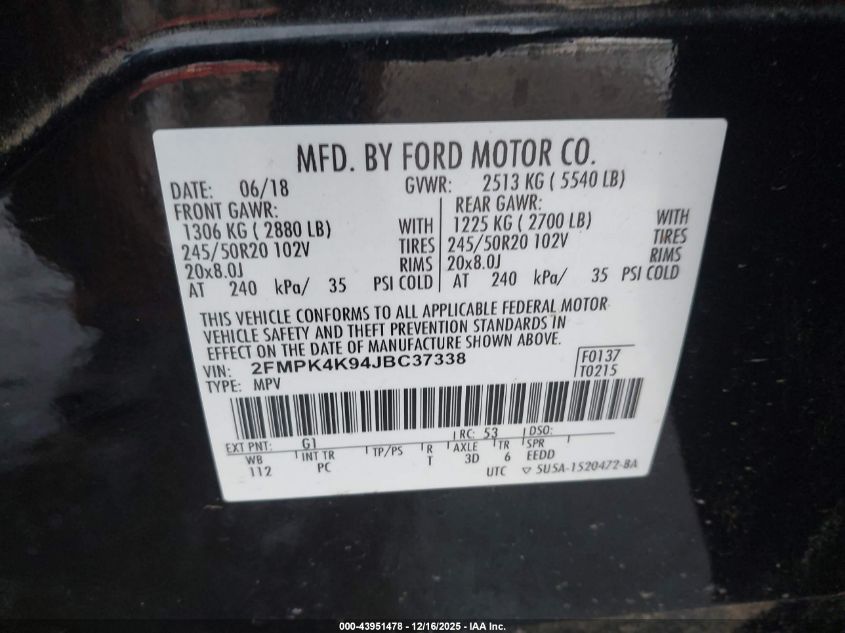 MFD. BY FORD MOTOR CO.
DATE: 06/18 GVWR: 2513 KG ( 5540 LB)
FRONT GAWR: REAR GAWR:
1306 KG ( 2880 LB) WITH 1225 KG ( 2700 LB) WITH
245/50R20 102V TIRES 245/50R20 102V TIRES
20x8.0J RIMS 20x8.0J RIMS
AT 240 kPa/ 35 PSI COLD AT 240 kPa/ 35 PSI COLD
THIS VEHICLE CONFORMS TO ALL APPLICABLE FEDERAL MOTOR
VEHICLE SAFETY AND THEFT PREVENTION STANDARDS IN
EFFECT ON THE DATE OF MANUFACTURE SHOWN ABOVE.
VIN: 2FMPK4K94JBC37338 F0137
TYPE: MPV T0215
EXT PNT: G1 RC: 53 DSO:
WB INT TR TP/PS R AXLE TR SPR
112 PC T 3D 6 EEDD
UTC ▽ SU5A-1520472-BA
000-43951478 - 12/16/2025 - IAA Inc.